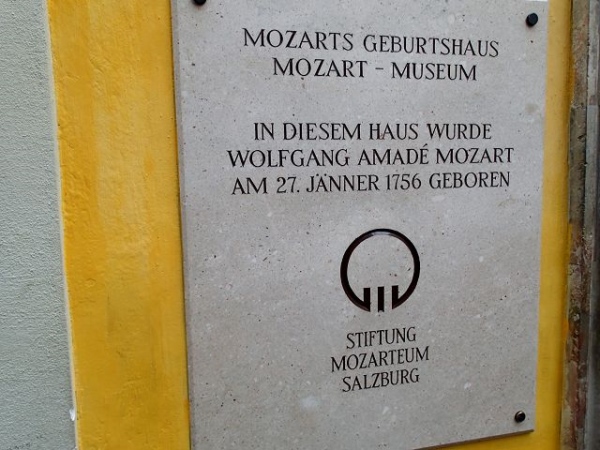 MOZARTS GEBURTSHAUS
MOZART - MUSEUM
IN DIESEM HAUS WURDE
WOLFGANG AMADÉ MOZART
AM 27. JÄNNER 1756 GEBOREN
STIFTUNG
MOZARTEUM
SALZBURG